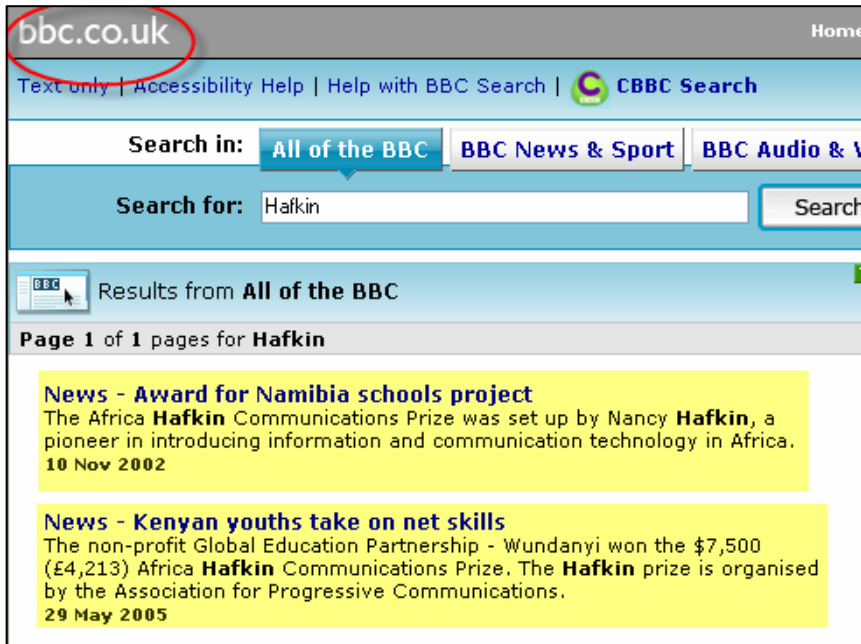 bbc.co.uk Home
Text only | Accessibility Help | Help with BBC Search | C CBBC Search
Search in: All of the BBC BBC News & Sport BBC Audio &
Search for: Hafkin Search
BBC Results from All of the BBC
Page 1 of 1 pages for Hafkin
News - Award for Namibia schools project
The Africa Hafkin Communications Prize was set up by Nancy Hafkin, a
pioneer in introducing information and communication technology in Africa.
10 Nov 2002
News - Kenyan youths take on net skills
The non-profit Global Education Partnership - Wundanyi won the $7,500
(£4,213) Africa Hafkin Communications Prize. The Hafkin prize is organised
by the Association for Progressive Communications.
29 May 2005